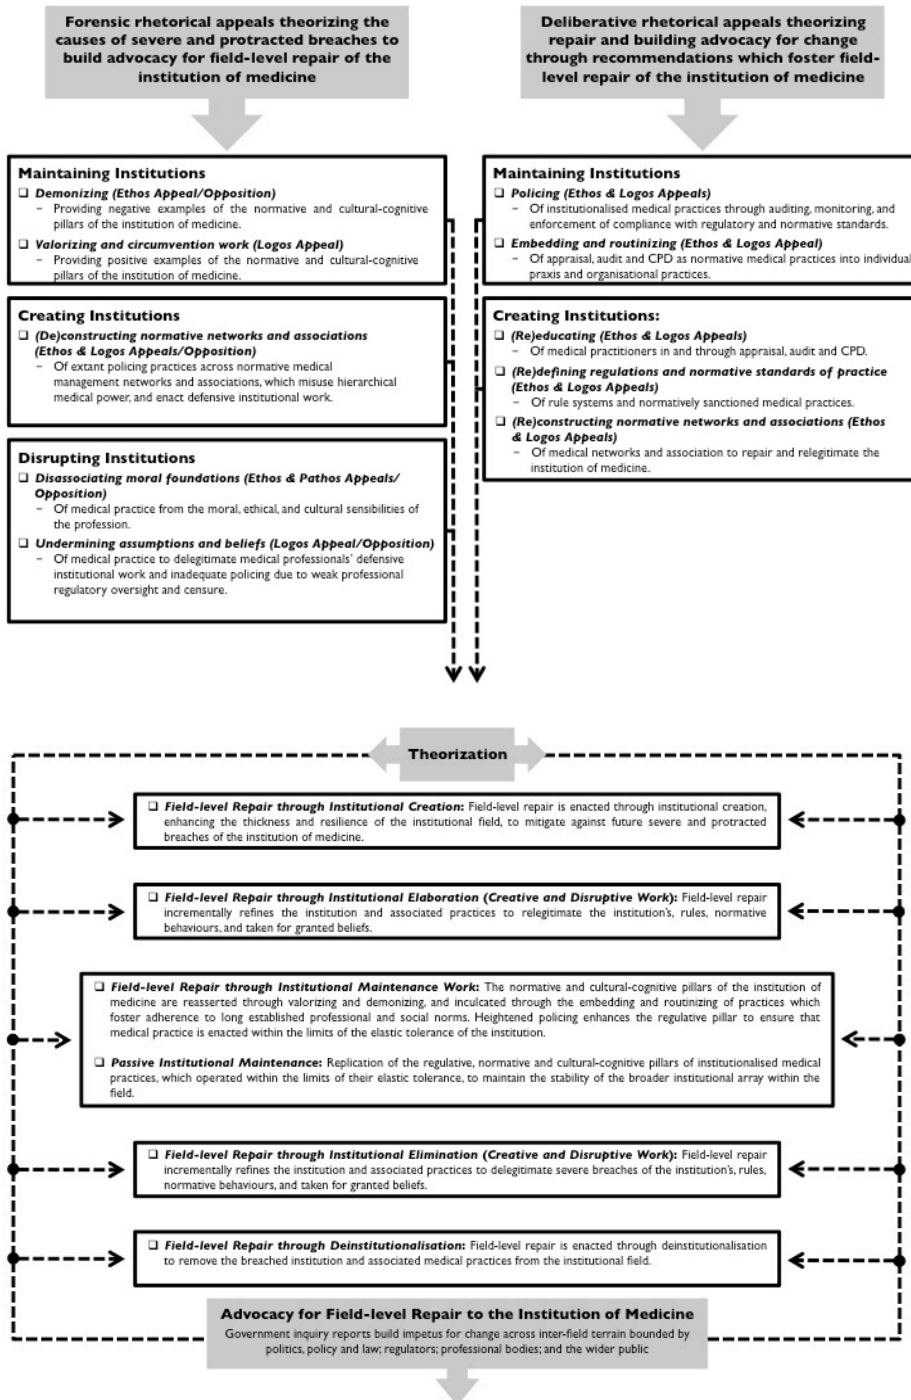 Forensic rhetorical appeals theorizing the
causes of severe and protracted breaches to
build advocacy for field-level repair of the
institution of medicine
Deliberative rhetorical appeals theorizing
repair and building advocacy for change
through recommendations which foster field-
level repair of the institution of medicine
Maintaining Institutions
❑ Demonizing (Ethos Appeal/Opposition)
– Providing negative examples of the normative and cultural-cognitive
pillars of the institution of medicine.
❑ Valorizing and circumvention work (Logos Appeal)
– Providing positive examples of the normative and cultural-cognitive
pillars of the institution of medicine.
Creating Institutions
❑ (De)constructing normative networks and associations
(Ethos & Logos Appeals/Opposition)
– Of extant policing practices across normative medical
management networks and associations, which misuse hierarchical
medical power, and enact defensive institutional work.
Disrupting Institutions
❑ Disassociating moral foundations (Ethos & Pathos Appeals/
Opposition)
– Of medical practice from the moral, ethical, and cultural sensibilities of
the profession.
❑ Undermining assumptions and beliefs (Logos Appeal/Opposition)
– Of medical practice to delegitimate medical professionals' defensive
institutional work and inadequate policing due to weak professional
regulatory oversight and censure.
Maintaining Institutions
❑ Policing (Ethos & Logos Appeals)
– Of institutionalised medical practices through auditing, monitoring, and
enforcement of compliance with regulatory and normative standards.
❑ Embedding and routinizing (Ethos & Logos Appeal)
– Of appraisal, audit and CPD as normative medical practices into individual
praxis and organisational practices.
Creating Institutions:
❑ (Re)educating (Ethos & Logos Appeals)
– Of medical practitioners in and through appraisal, audit and CPD.
❑ (Re)defining regulations and normative standards of practice
(Ethos & Logos Appeals)
– Of rule systems and normatively sanctioned medical practices.
❑ (Re)constructing normative networks and associations (Ethos
& Logos Appeals)
– Of medical networks and association to repair and relegitimate the
institution of medicine.
Theorization
❑ Field-level Repair through Institutional Creation: Field-level repair is enacted through institutional creation,
enhancing the thickness and resilience of the institutional field, to mitigate against future severe and protracted
breaches of the institution of medicine.
❑ Field-level Repair through Institutional Elaboration (Creative and Disruptive Work): Field-level repair
incrementally refines the institution and associated practices to relegitimate the institution's, rules, normative
behaviours, and taken for granted beliefs.
❑ Field-level Repair through Institutional Maintenance Work: The normative and cultural-cognitive pillars of the institution of
medicine are reasserted through valorizing and demonizing, and inculcated through the embedding and routinizing of practices which
foster adherence to long established professional and social norms. Heightened policing enhances the regulative pillar to ensure that
medical practice is enacted within the limits of the elastic tolerance of the institution.
❑ Passive Institutional Maintenance: Replication of the regulative, normative and cultural-cognitive pillars of institutionalised medical
practices, which operated within the limits of their elastic tolerance, to maintain the stability of the broader institutional array within the
field.
❑ Field-level Repair through Institutional Elimination (Creative and Disruptive Work): Field-level repair
incrementally refines the institution and associated practices to delegitimate severe breaches of the institution's, rules,
normative behaviours, and taken for granted beliefs.
❑ Field-level Repair through Deinstitutionalisation: Field-level repair is enacted through deinstitutionalisation
to remove the breached institution and associated medical practices from the institutional field.
Advocacy for Field-level Repair to the Institution of Medicine
Government inquiry reports build impetus for change across inter-field terrain bounded by
politics, policy and law; regulators; professional bodies; and the wider public